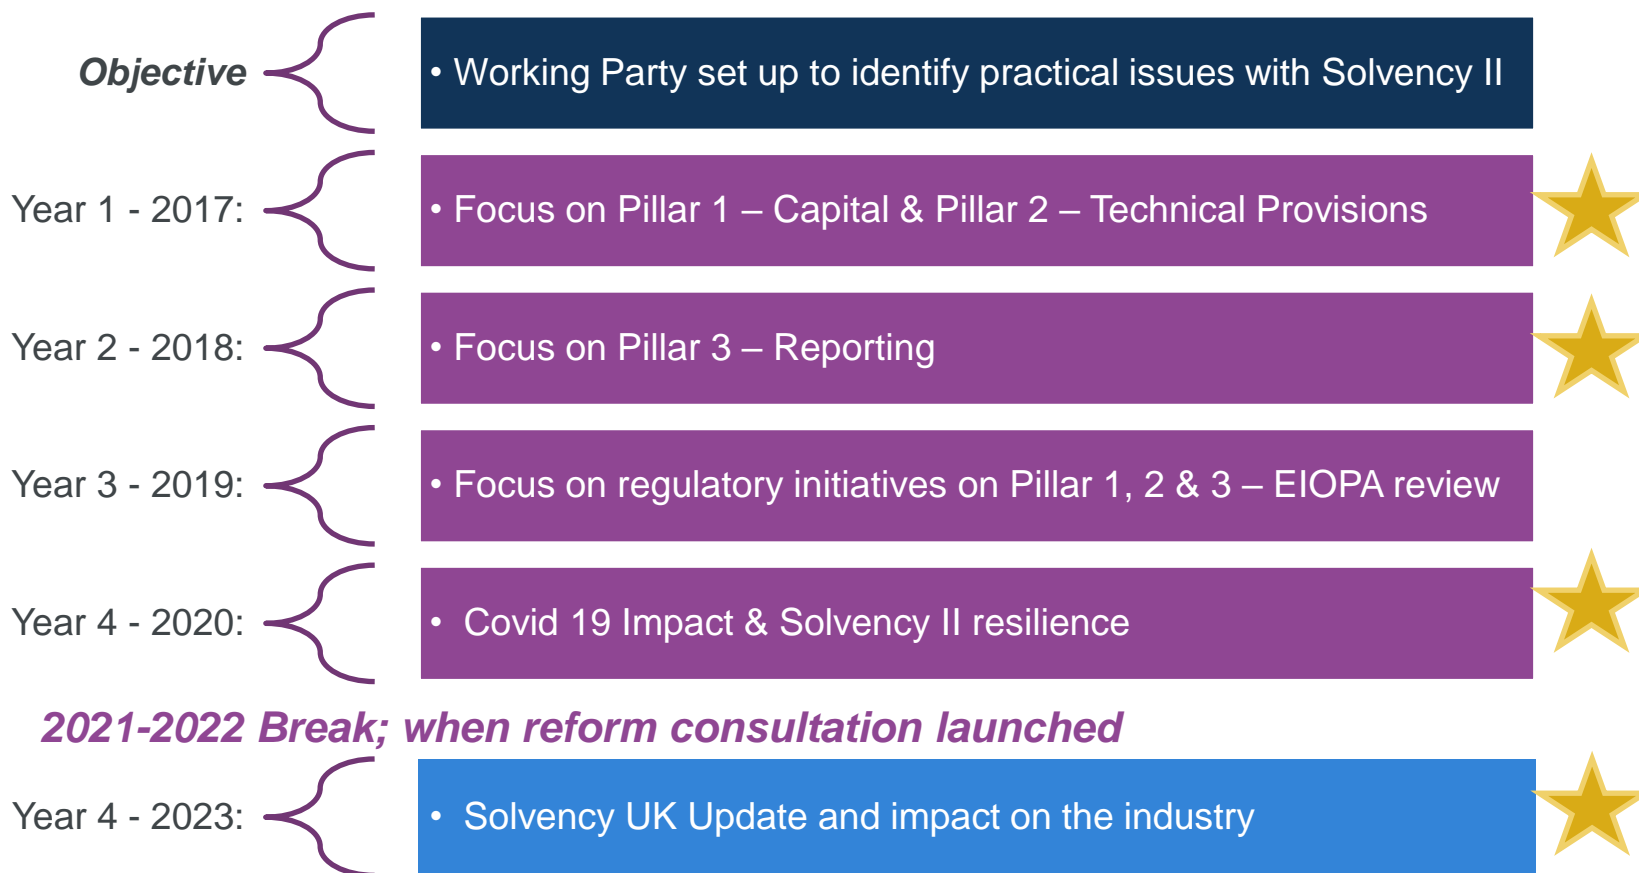 Objective
• Working Party set up to identify practical issues with Solvency II
Year 1 - 2017:
• Focus on Pillar 1 – Capital & Pillar 2 – Technical Provisions
Year 2 - 2018:
• Focus on Pillar 3 – Reporting
Year 3 - 2019:
• Focus on regulatory initiatives on Pillar 1, 2 & 3 – EIOPA review
Year 4 - 2020:
• Covid 19 Impact & Solvency II resilience
2021-2022 Break; when reform consultation launched
Year 4 - 2023:
• Solvency UK Update and impact on the industry